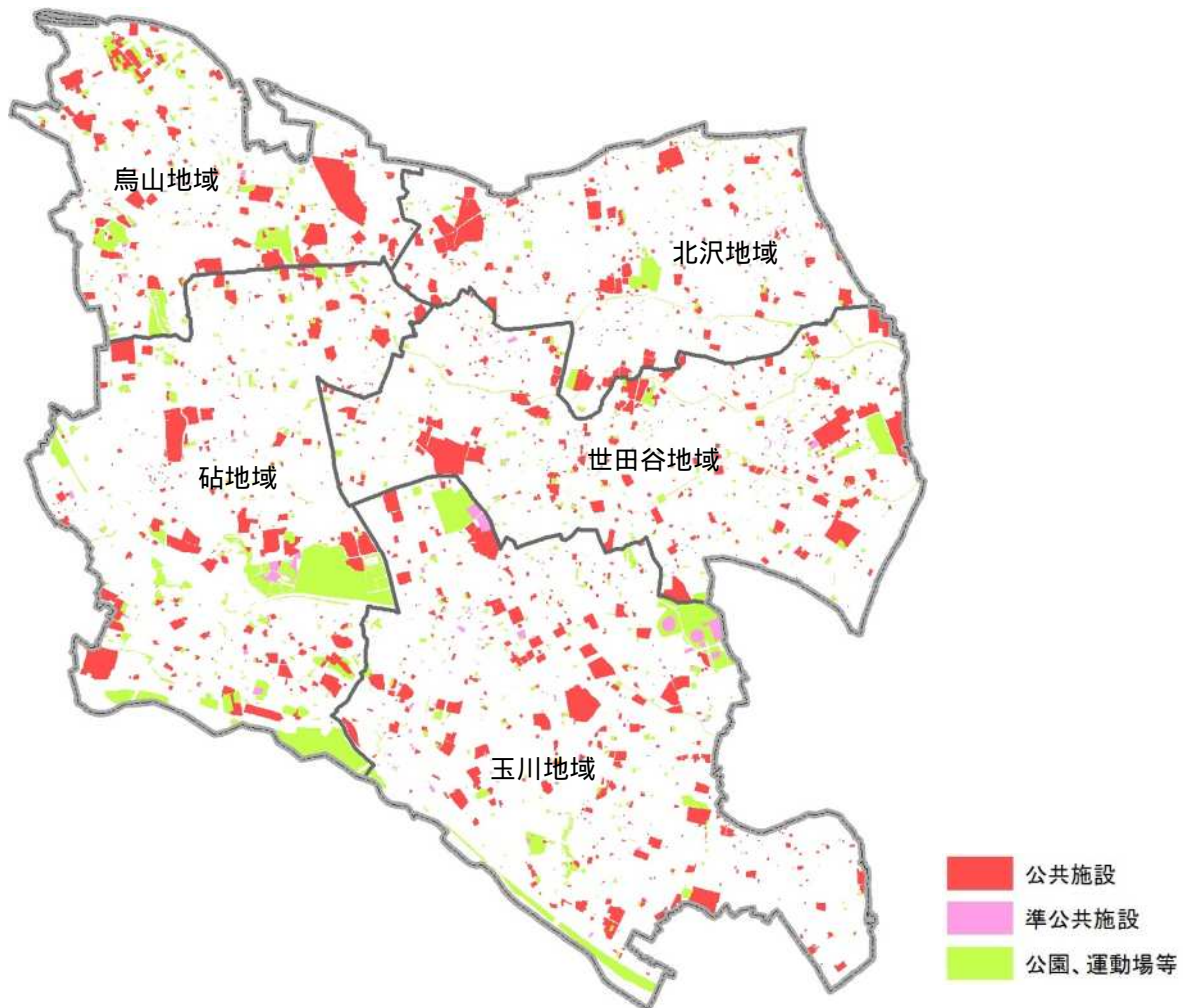 烏山地域
北沢地域
世田谷地域
砧地域
玉川地域
公共施設
準公共施設
公園、運動場等